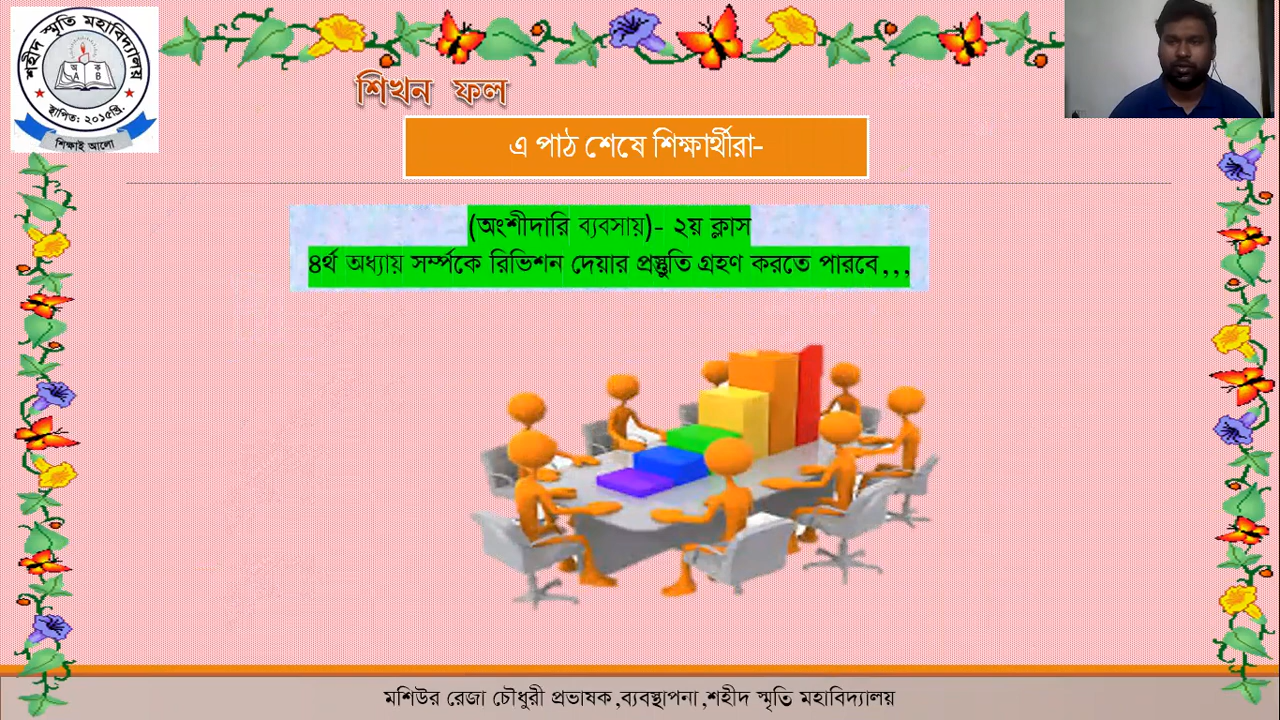 শহীদ স্মৃতি মহাবিদ্যালয়
অ ক
A B
স্থাপিত: ২০১৫খ্রি.
শিক্ষাই আলো
শিখন ফল
এ পাঠ শেষে শিক্ষার্থীরা-
(অংশীদারি ব্যবসায়)- ২য় ক্লাস
৪র্থ অধ্যায় সর্ম্পকে রিভিশন দেয়ার প্রস্তুতি গ্রহণ করতে পারবে,,,
মশিউর রেজা চৌধুরী প্রভাষক,ব্যবস্থাপনা,শহীদ স্মৃতি মহাবিদ্যালয়